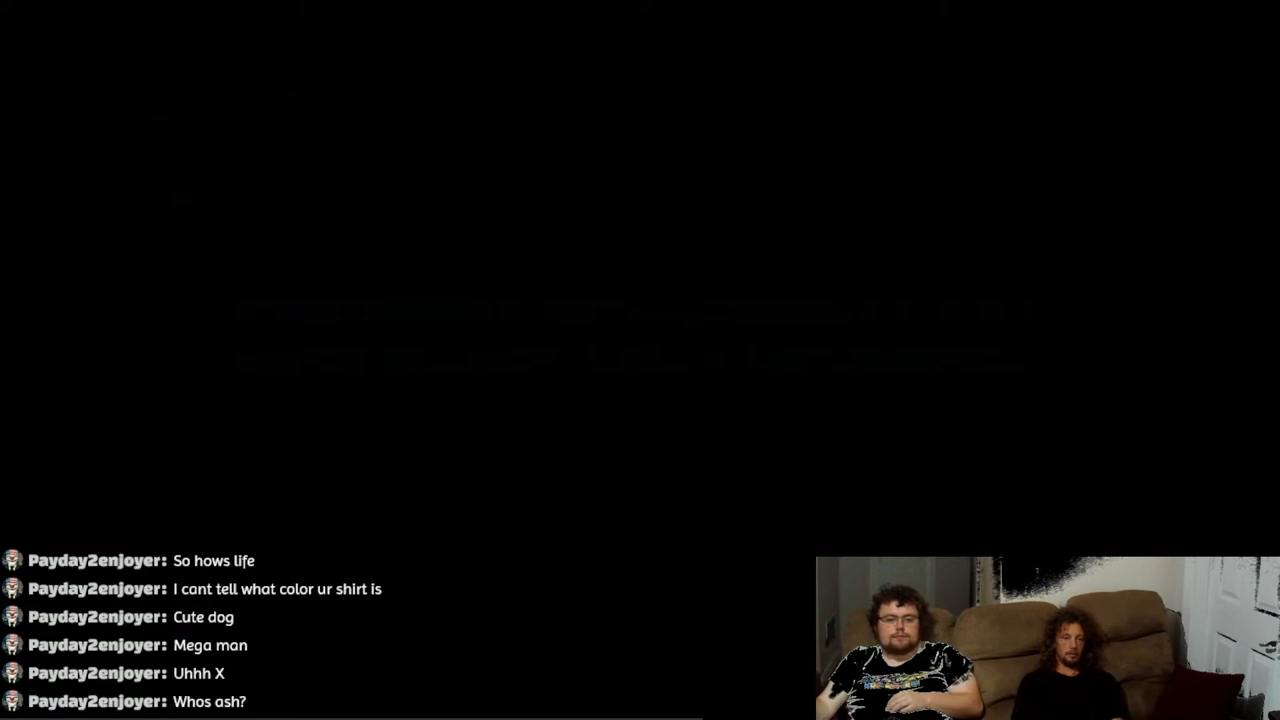 Payday2enjoyer: So hows life
Payday2enjoyer: I cant tell what color ur shirt is
Payday2enjoyer: Cute dog
Payday2enjoyer: Mega man
Payday2enjoyer: Uhhh X
Payday2enjoyer: Whos ash?